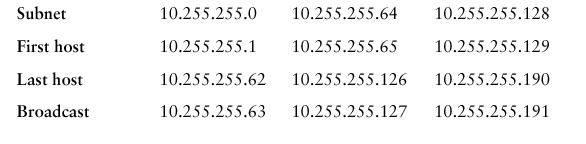 Subnet 10.255.255.0 10.255.255.64 10.255.255.128
First host 10.255.255.1 10.255.255.65 10.255.255.129
Last host 10.255.255.62 10.255.255.126 10.255.255.190
Broadcast 10.255.255.63 10.255.255.127 10.255.255.191